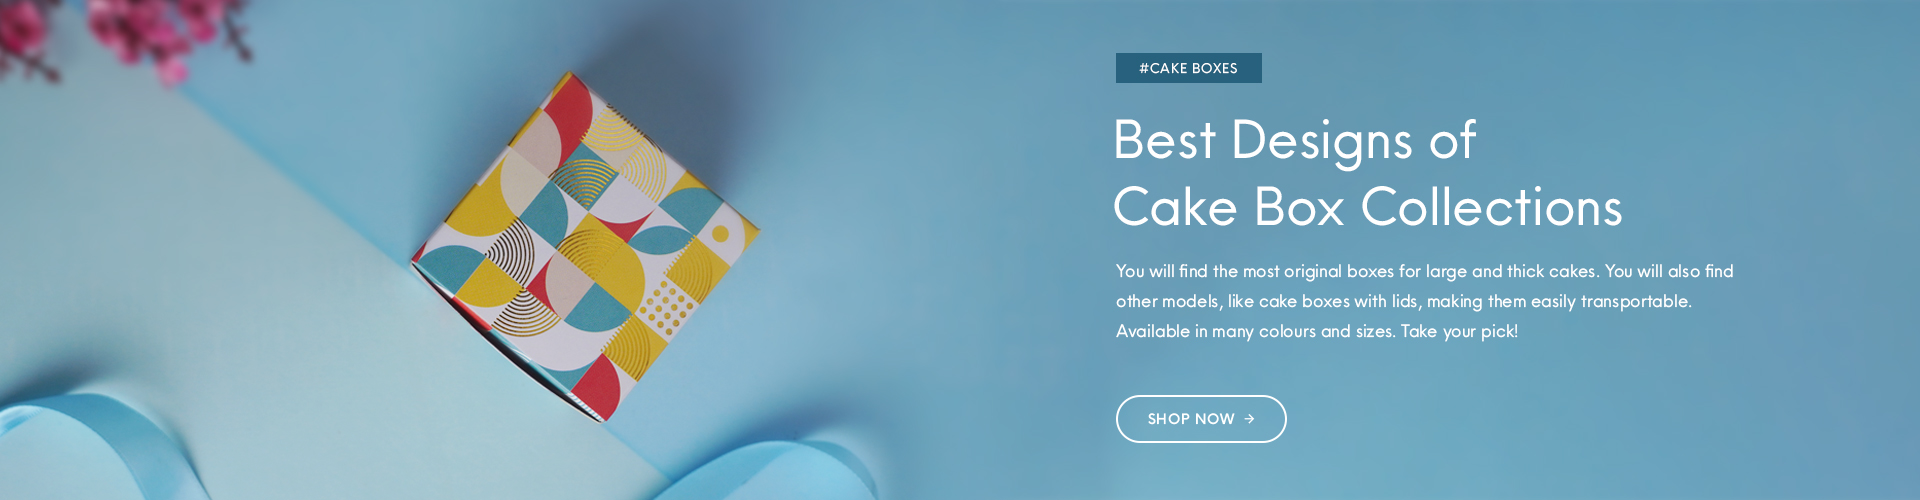 #CAKE BOXES
Best Designs of
Cake Box Collections
You will find the most original boxes for large and thick cakes. You will also find
other models, like cake boxes with lids, making them easily transportable.
Available in many colours and sizes. Take your pick!
SHOP NOW →